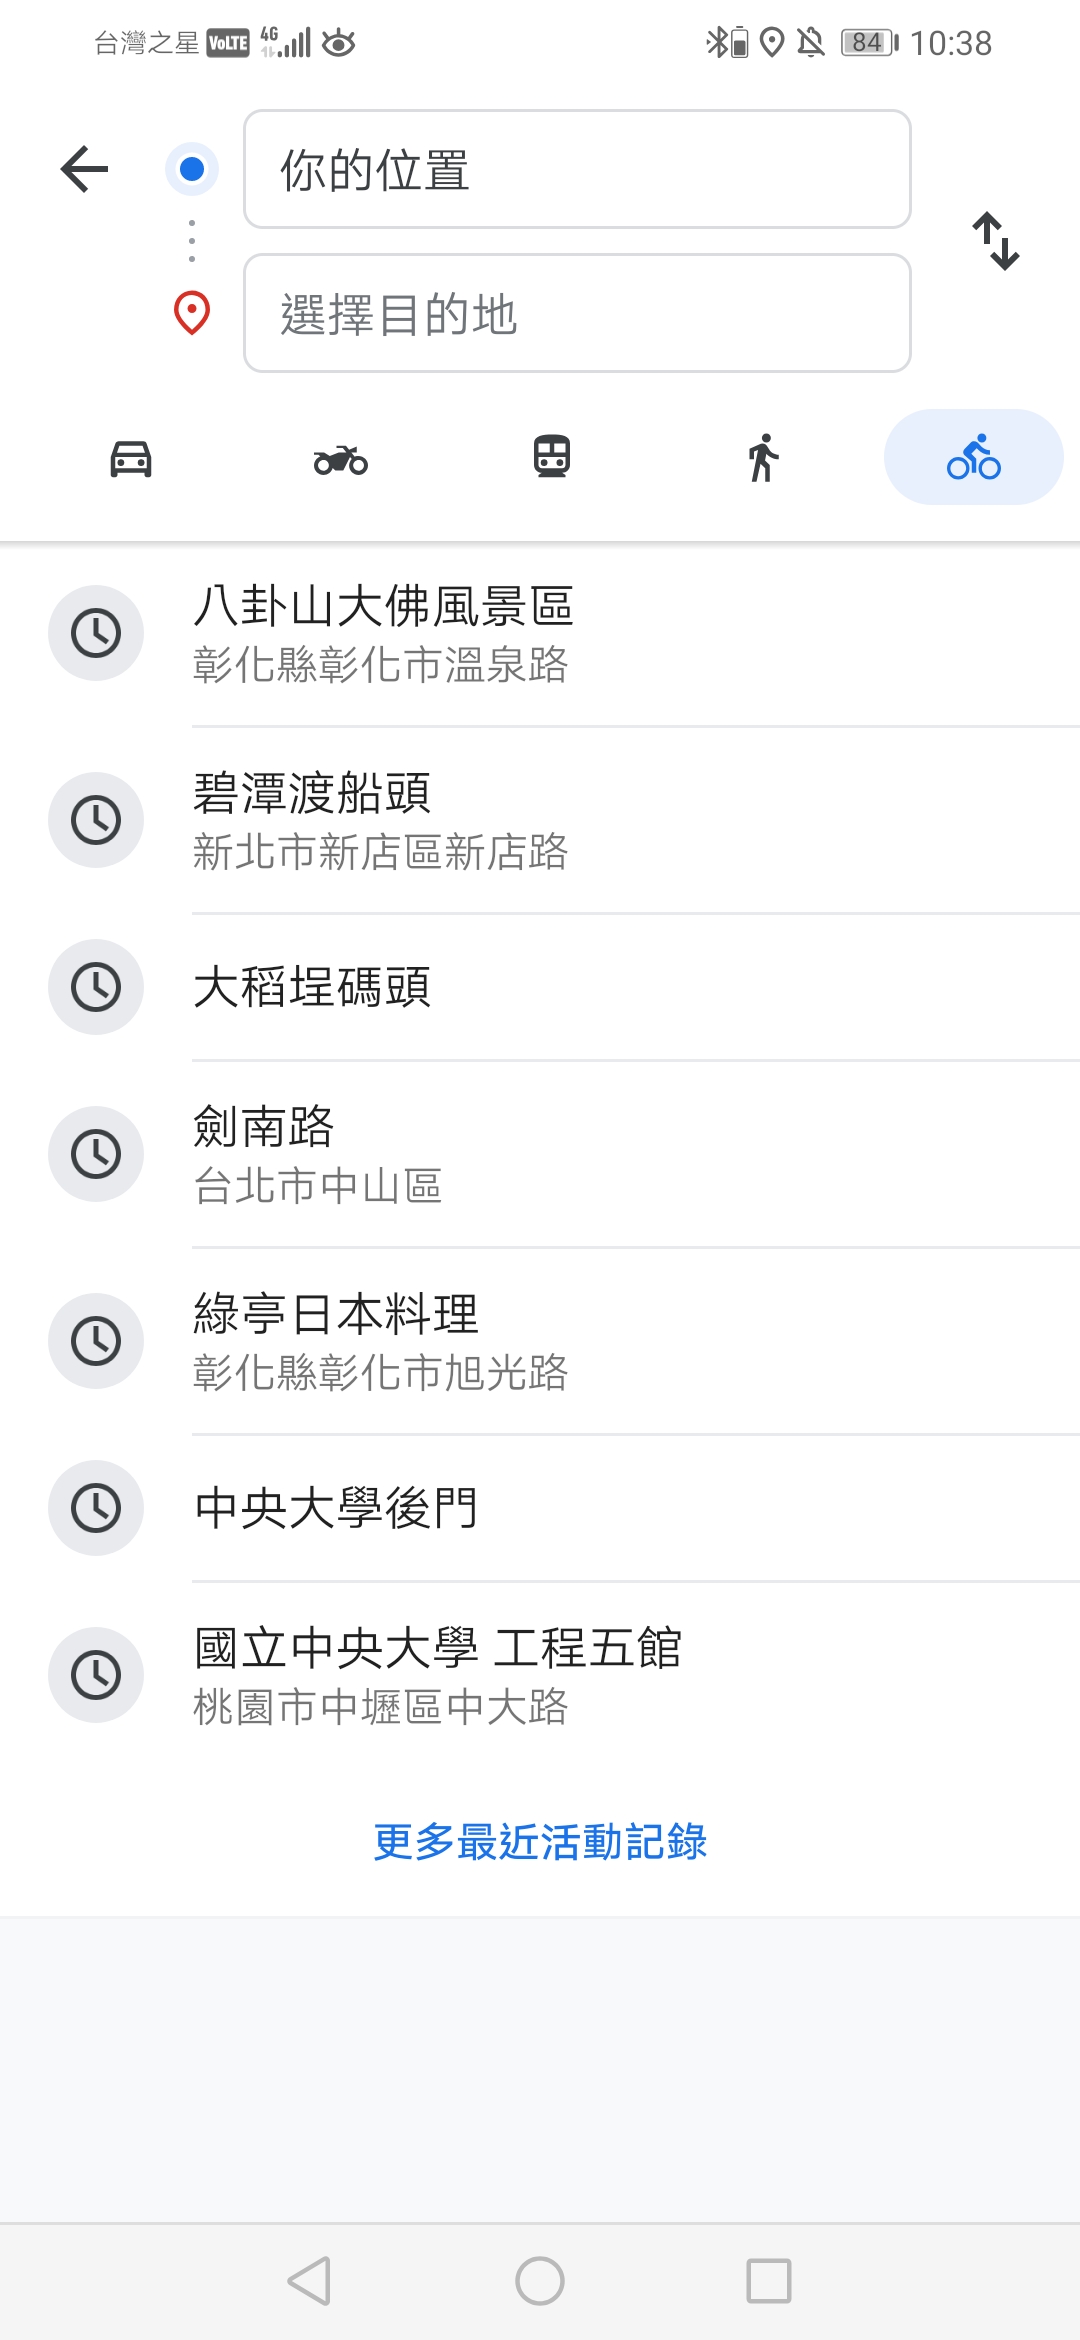 台灣之星 VoLTE 4G 84 10:38
你的位置
選擇目的地
八卦山大佛風景區
彰化縣彰化市溫泉路
碧潭渡船頭
新北市新店區新店路
大稻埕碼頭
劍南路
台北市中山區
綠亭日本料理
彰化縣彰化市旭光路
中央大學後門
國立中央大學 工程五館
桃園市中壢區中大路
更多最近活動記錄